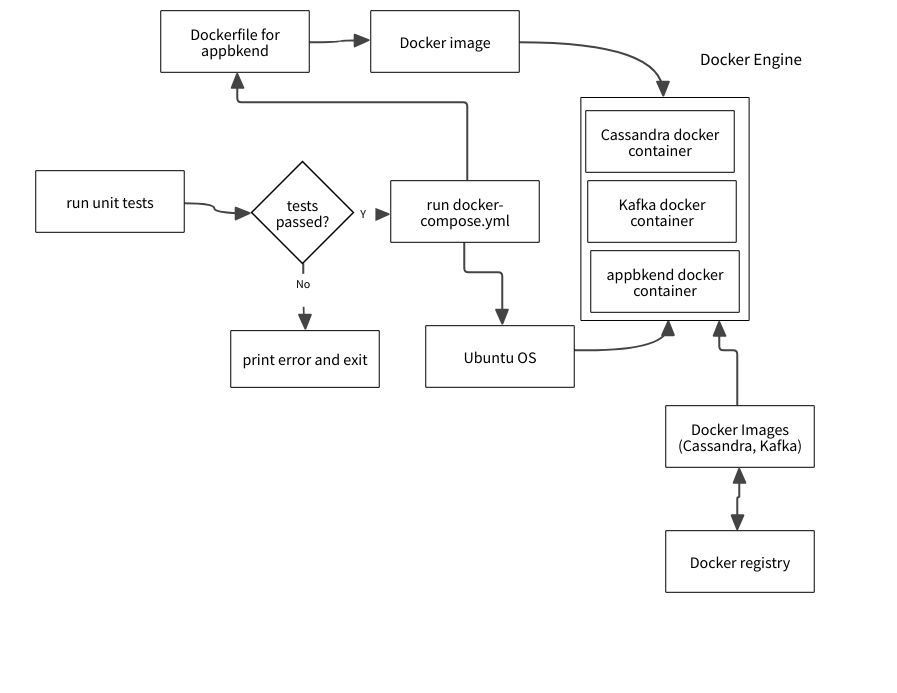 Dockerfile for
appbkend
Docker image
Docker Engine
Cassandra docker
container
run unit tests
tests
passed?
Y
run docker-
compose.yml
Kafka docker
container
appbkend docker
container
No
print error and exit
Ubuntu OS
Docker Images
(Cassandra, Kafka)
Docker registry